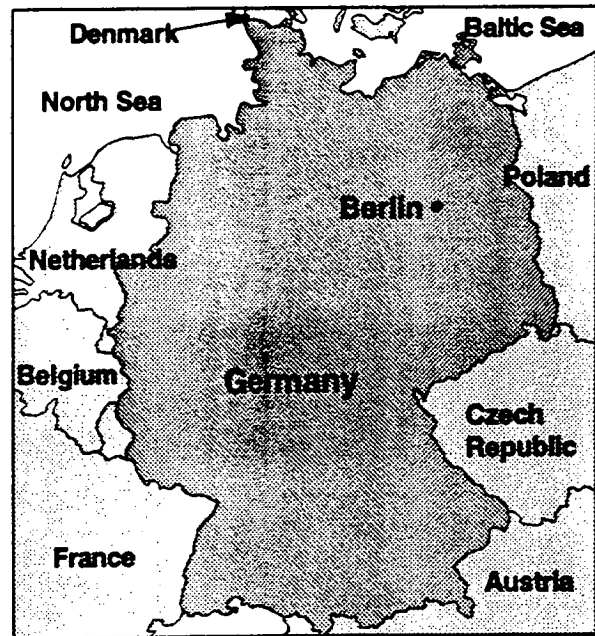 Denmark
Baltic Sea
North Sea
Poland
Berlin
Netherlands
Belgium
Germany
Czech
Republic
France
Austria